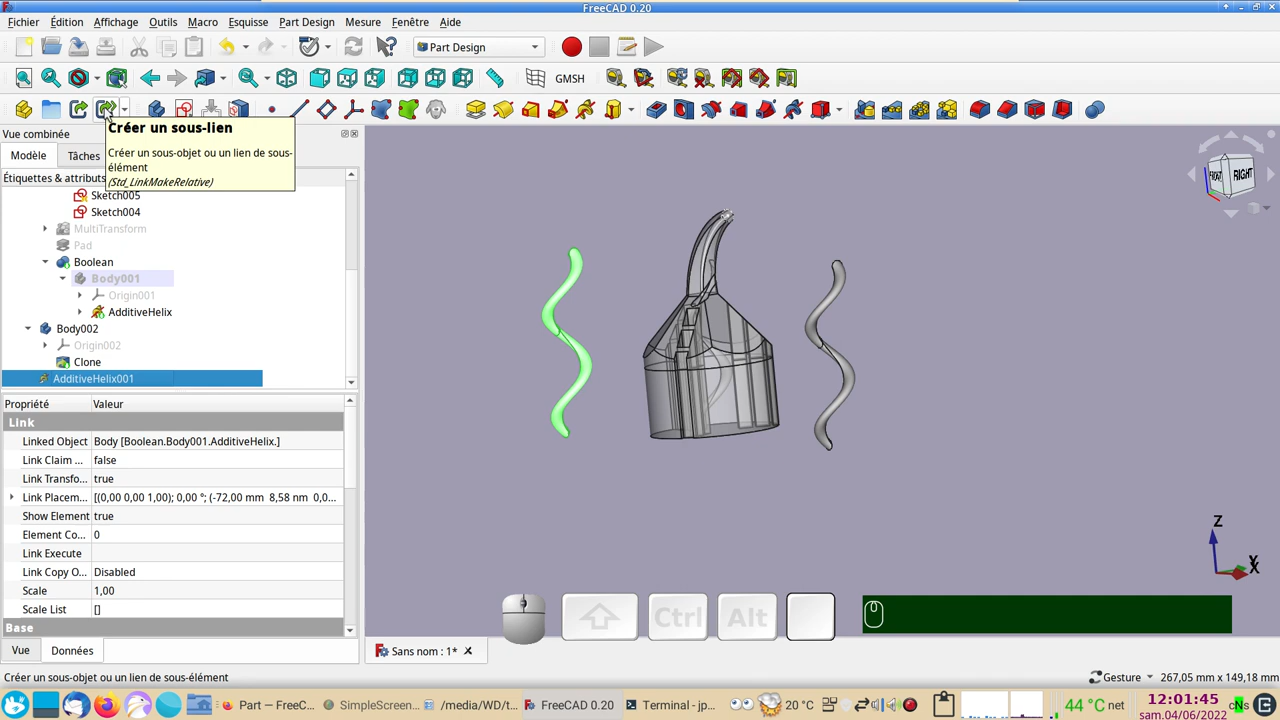 FreeCAD 0.20
Fichier Édition Affichage Outils Macro Esquisse Part Design Mesure Fenêtre Aide
Part Design
GMSH
Vue combinée
Créer un sous-lien
Créer un sous-objet ou un lien de sous-
élément
(Std_LinkMakeRelative)
Modèle Tâches
Étiquettes & attributs
Sketch005
Sketch004
MultiTransform
Pad
Boolean
Body001
Origin001
AdditiveHelix
Body002
Origin002
Clone
AdditiveHelix001
Propriété Valeur
Link
Linked Object Body [Boolean.Body001.AdditiveHelix.]
Link Claim ... false
Link Transfo... true
Link Placem... [(0,00 0,00 1,00); 0,00 °; (-72,00 mm 8,58 nm 0,0...
Show Element true
Element Co... 0
Link Execute
Link Copy O... Disabled
Scale 1,00
Scale List []
Base
Vue Données
FRONT RIGHT
Z
Y
X
Ctrl Alt
Sans nom : 1*
Créer un sous-objet ou un lien de sous-élément
Gesture 267,05 mm x 149,18 mm
Part — FreeC... SimpleScreen... /media/WD/t... FreeCAD 0.20 Terminal - jp...
20 °C
44 °C net
12:01:45
sam.04/06/2022
cNs